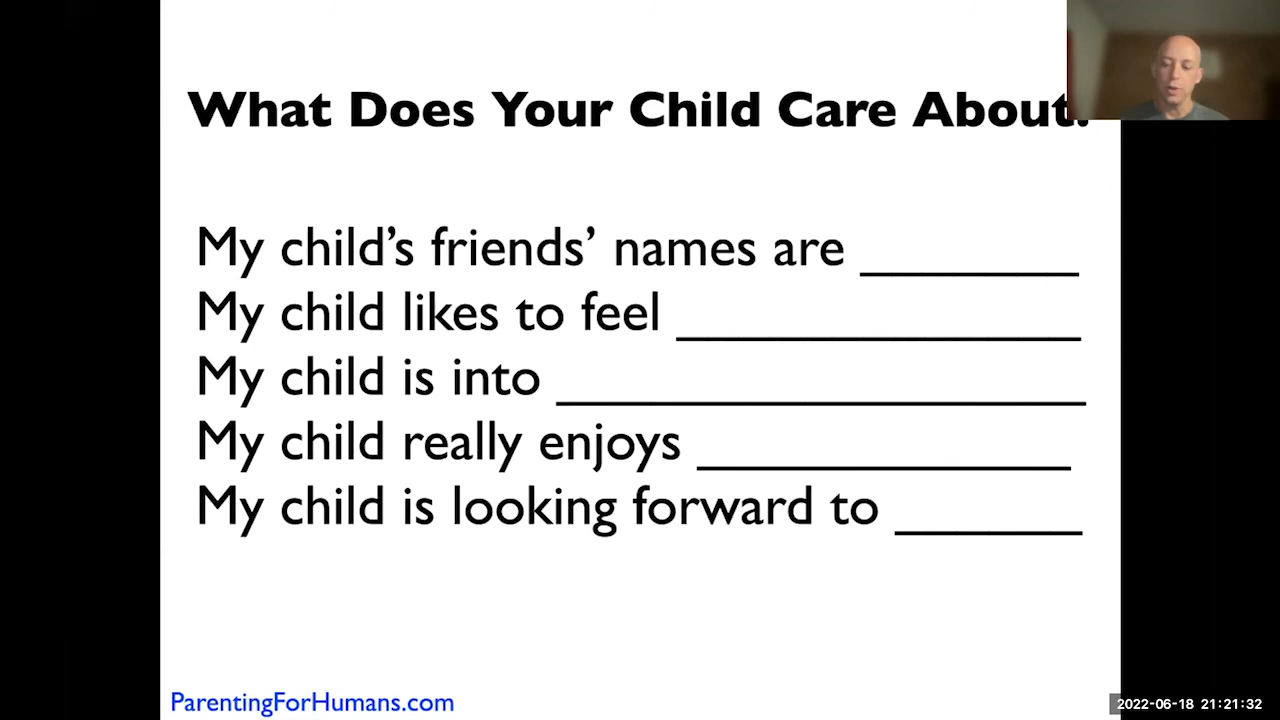 What Does Your Child Care About
My child’s friends’ names are ________
My child likes to feel _______________
My child is into ____________________
My child really enjoys ______________
My child is looking forward to _______
ParentingForHumans.com
2022-06-18 21:21:32